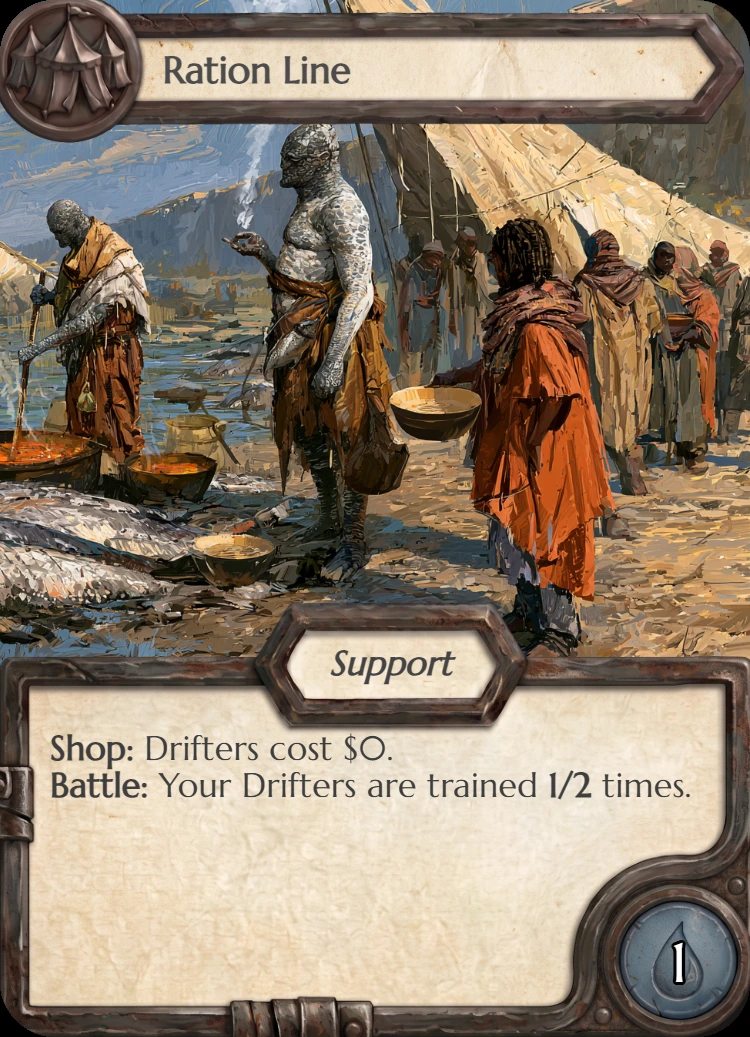 Ration Line
Support
Shop: Drifters cost $0.
Battle: Your Drifters are trained 1/2 times.
1